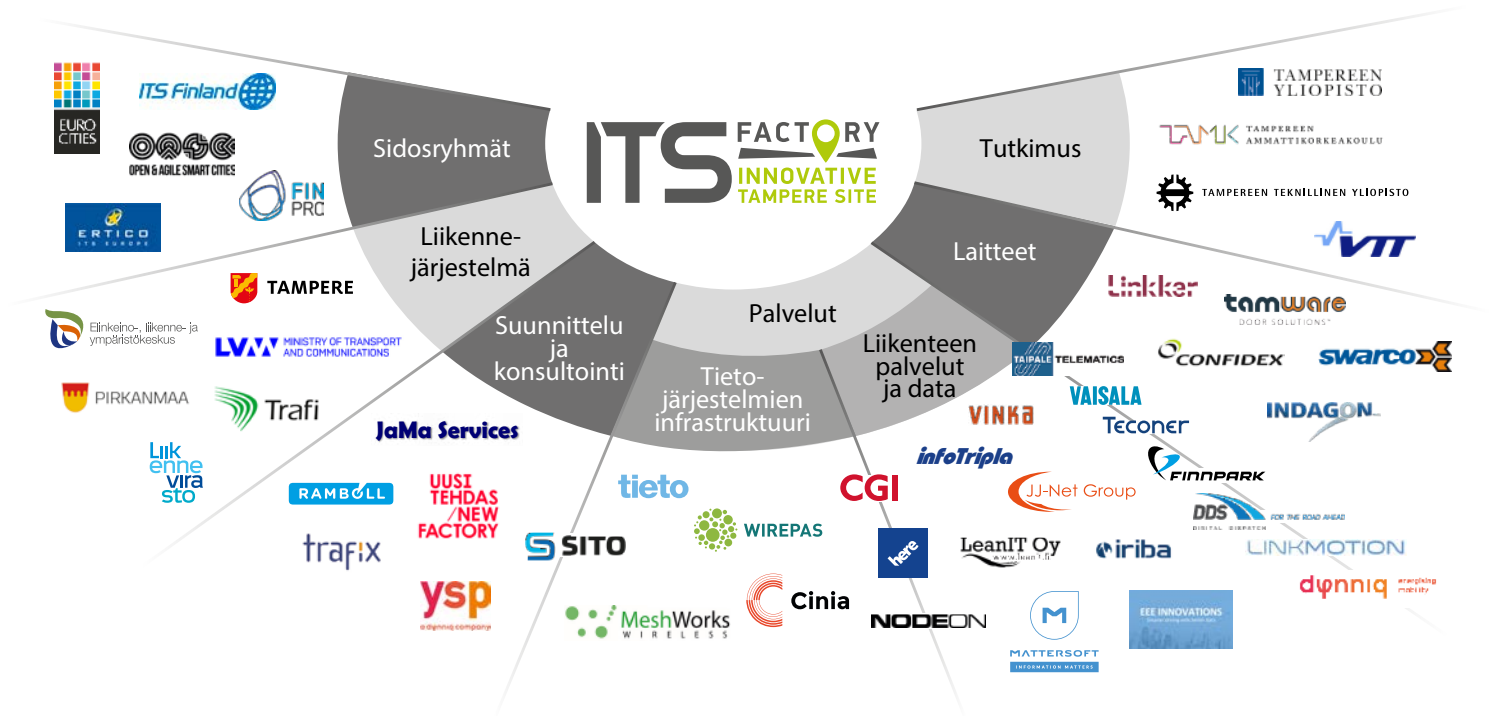 EURO
CITIES
ITS Finland
OASC
OPEN & AGILE SMART CITIES
FIN
PRO
ERTICO
ITS EUROPE
Sidosryhmät
ITS
FACTORY
INNOVATIVE
TAMPERE SITE
Tutkimus
TAMPEREEN
YLIOPISTO
TAMK
TAMPEREEN
AMMATTIKORKEAKOULU
TAMPEREEN TEKNILLINEN YLIOPISTO
VTT
Liikenne-
järjestelmä
TAMPERE
Elinkeino-, liikenne- ja
ympäristökeskus
LVM
MINISTRY OF TRANSPORT
AND COMMUNICATIONS
PIRKANMAA
Trafi
Liik
enne
vira
sto
Suunnittelu
ja
konsultointi
JaMa Services
RAMBOLL
UUSI
TEHDAS
/NEW
FACTORY
trafix
SITO
ysp
a dynniq company
Palvelut
Tieto-
järjestelmien
infrastruktuuri
tieto
WIREPAS
CGI
Cinia
MeshWorks
WIRELESS
Liikenteen
palvelut
ja data
VINKA
infoTripla
JJ-Net Group
here
LeanIT Oy
www.leanit.fi
iriba
NODEON
MATTERSOFT
INFORMATION MATTERS
EEE INNOVATIONS
Laitteet
Linkker
tamware
DOOR SOLUTIONS
TAIPALE TELEMATICS
CONFIDEX
swarco
VAISALA
Teconer
INDAGON
FINNPARK
DDS
DIGITAL DISPATCH
FOR THE ROAD AHEAD
LINKMOTION
dynniq
energising
mobility